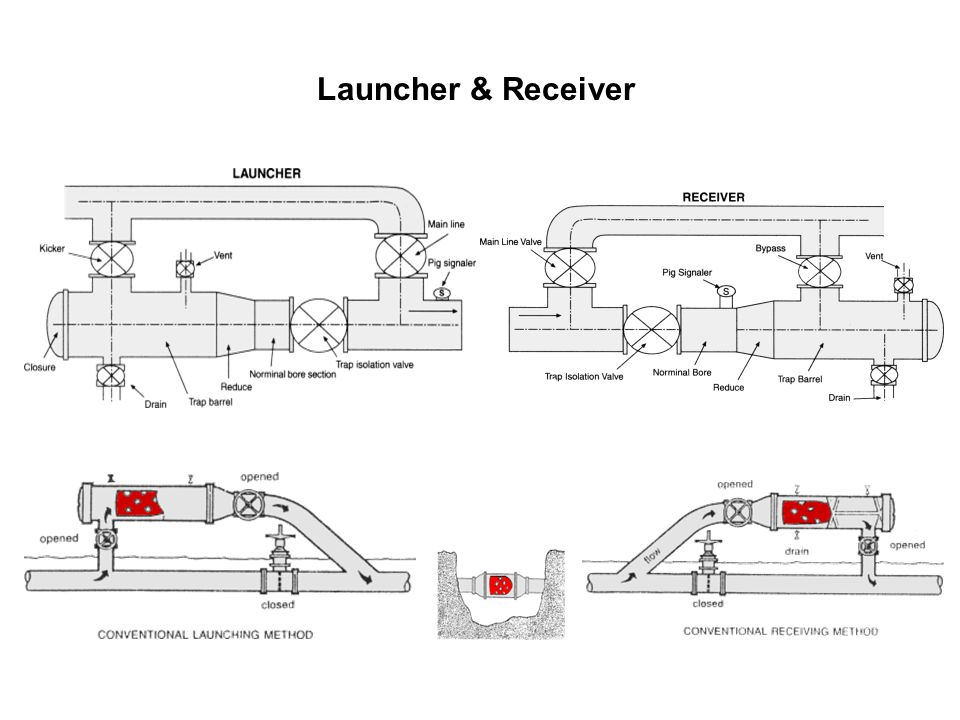 Launcher & Receiver
LAUNCHER
Kicker
Vent
Main line
Pig signaler
S
Closure
Drain
Trap barrel
Reduce
Norminal bore section
Trap isolation valve
RECEIVER
Main Line Valve
Pig Signaler
S
Bypass
Vent
Trap Isolation Valve
Norminal Bore
Reduce
Trap Barrel
Drain
opened
opened
closed
CONVENTIONAL LAUNCHING METHOD
opened
flow
drain
opened
closed
CONVENTIONAL RECEIVING METHOD